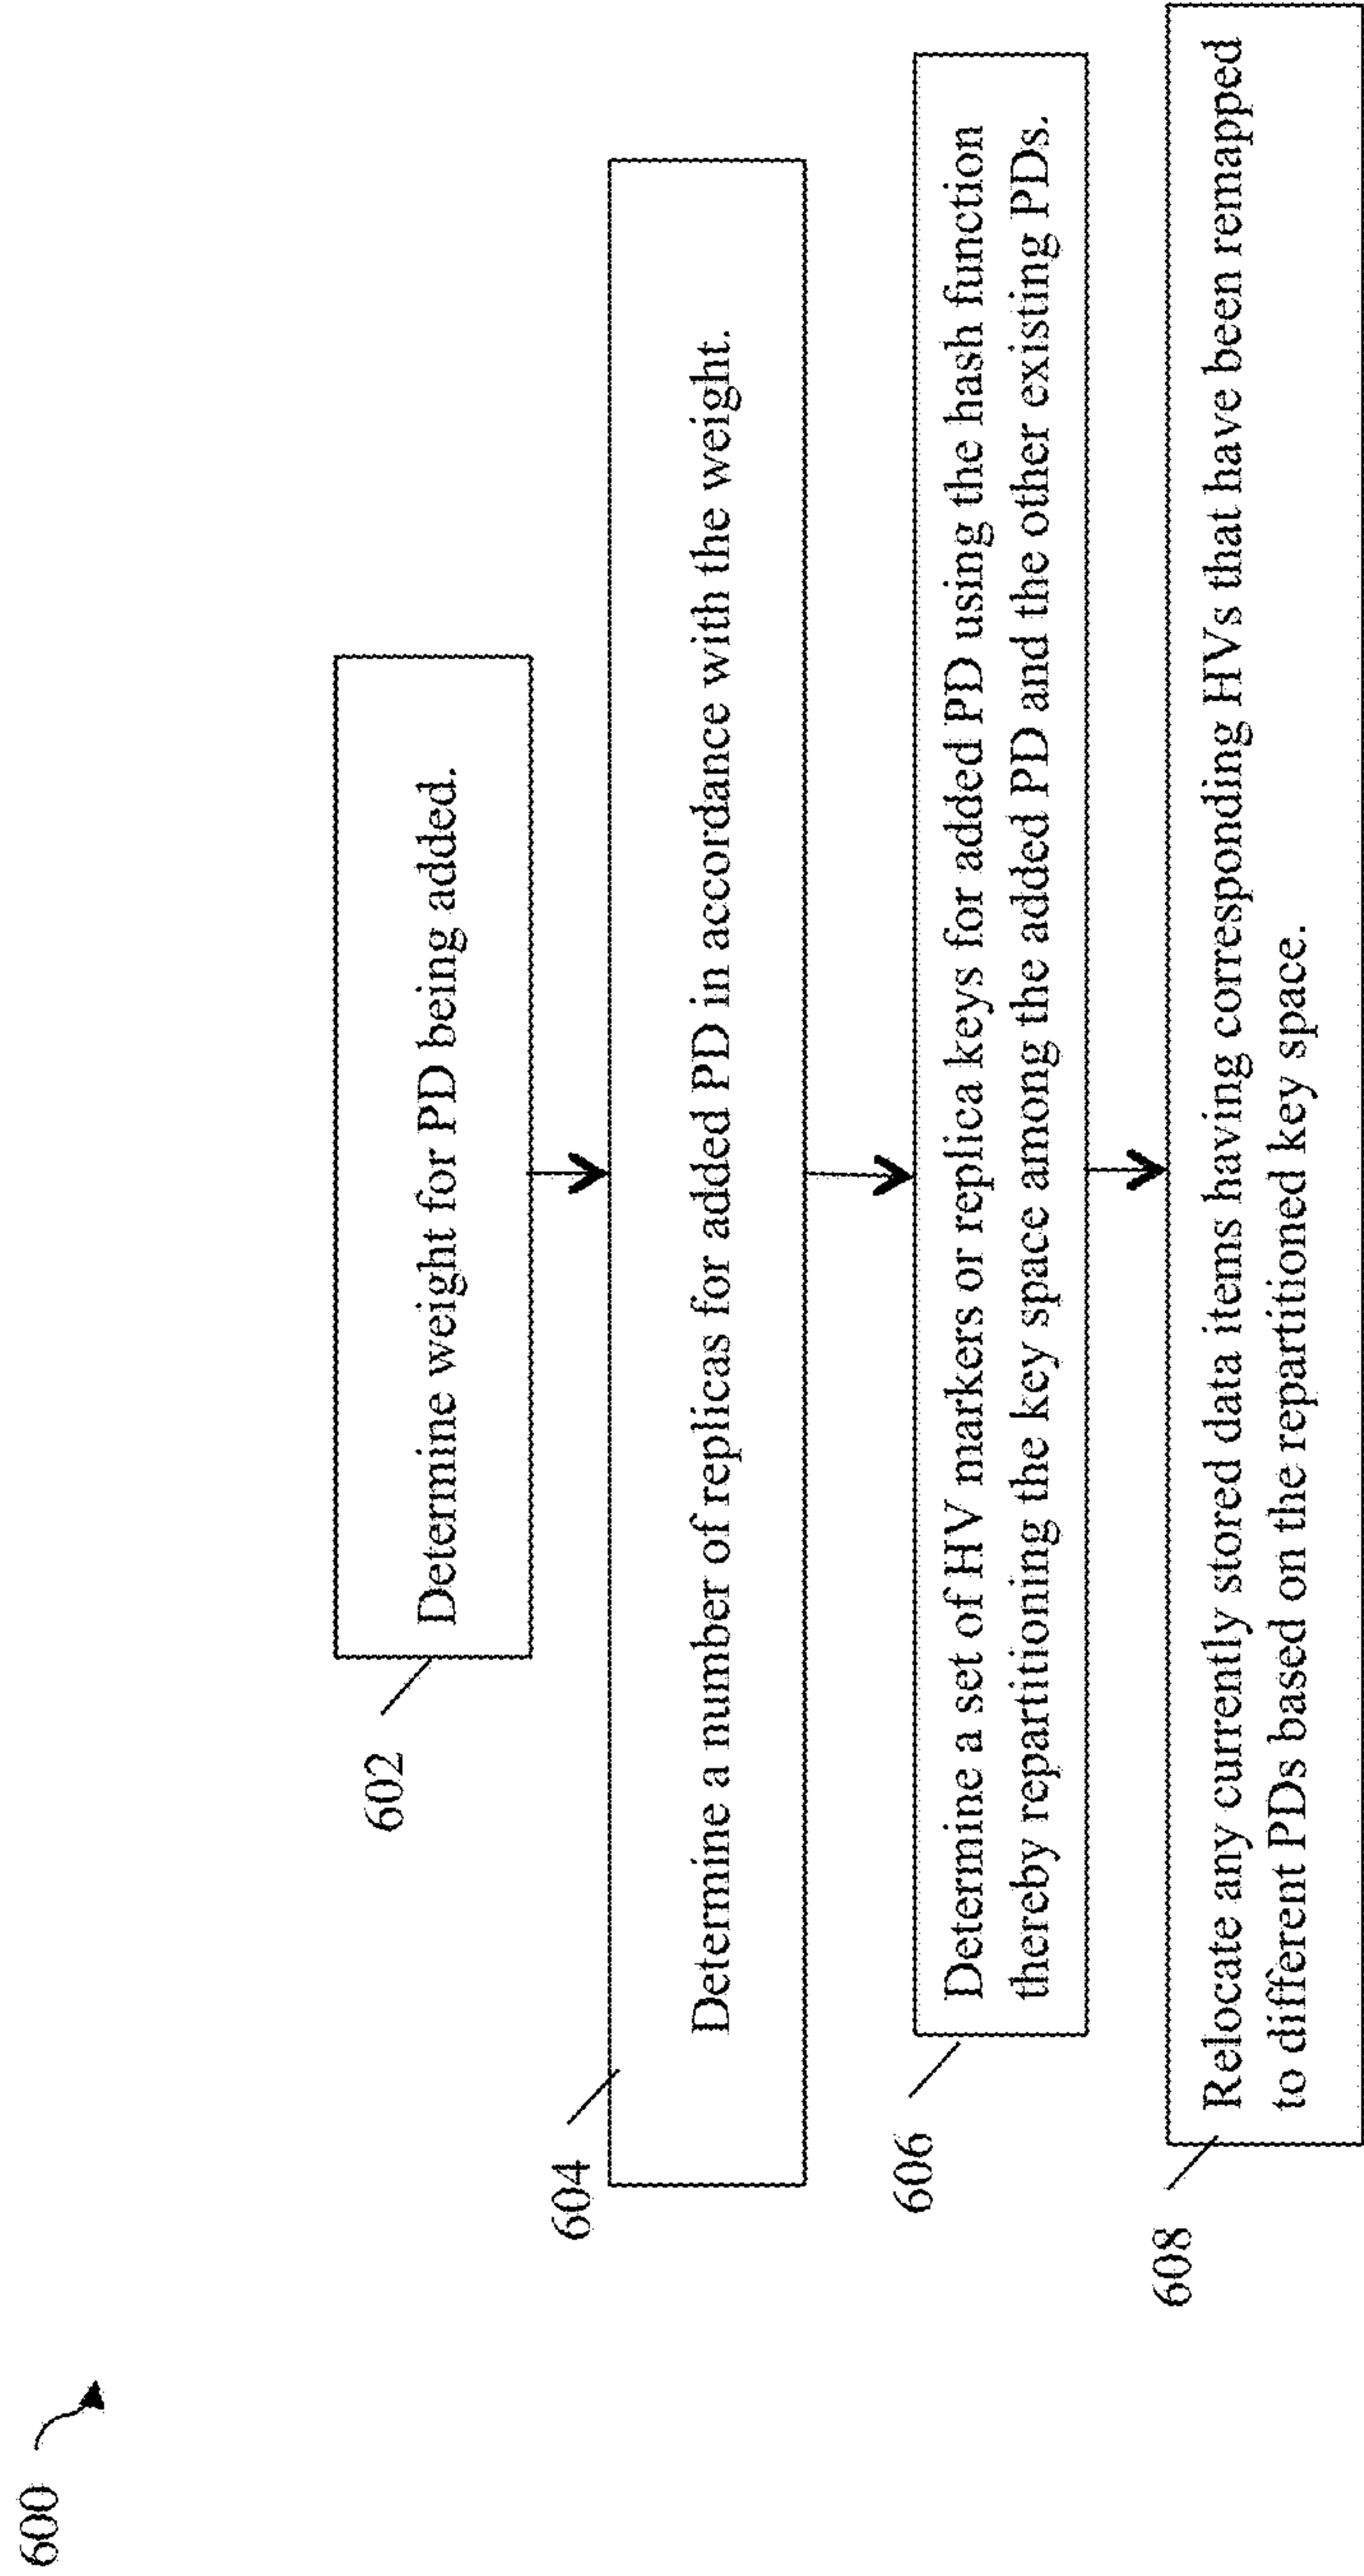 600
602
Determine weight for PD being added.
604
Determine a number of replicas for added PD in accordance with the weight.
606
Determine a set of HV markers or replica keys for added PD using the hash function
thereby repartitioning the key space among the added PD and the other existing PDs.
608
Relocate any currently stored data items having corresponding HVs that have been remapped
to different PDs based on the repartitioned key space.